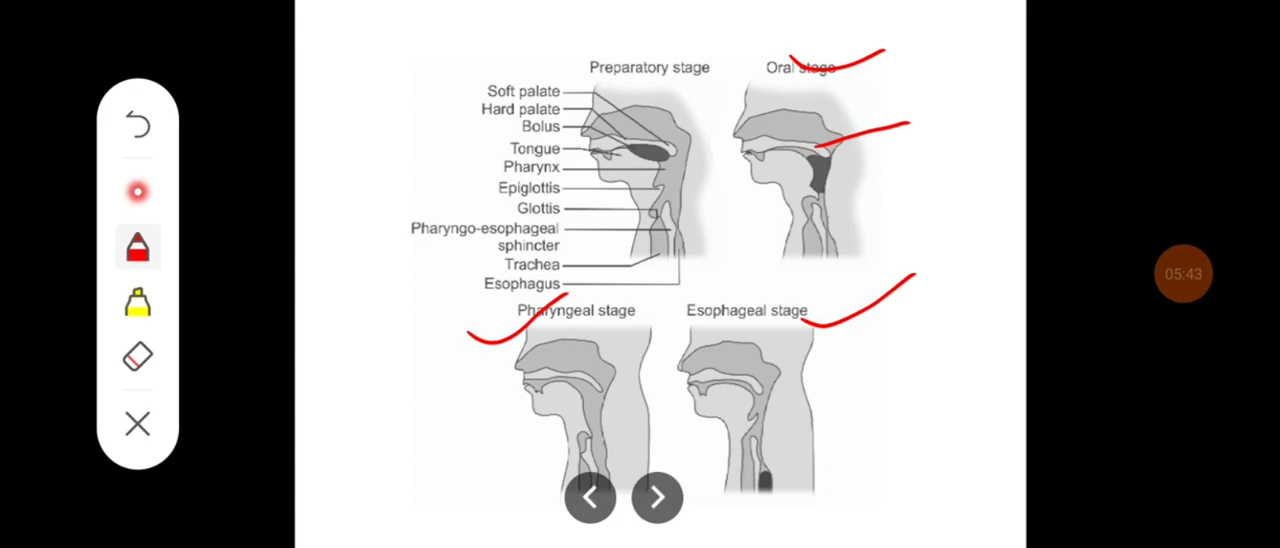 Preparatory stage
Oral stage
Soft palate
Hard palate
Bolus
Tongue
Pharynx
Epiglottis
Glottis
Pharyngo-esophageal
sphincter
Trachea
Esophagus
Pharyngeal stage
Esophageal stage
05:43